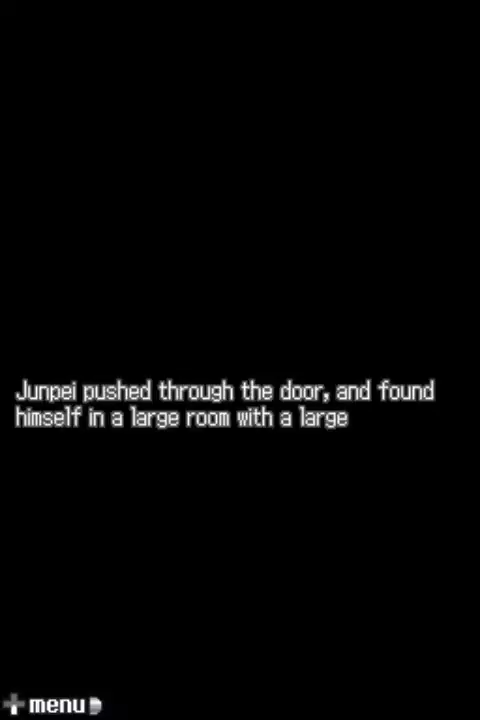 Junpei pushed through the door, and found
himself in a large room with a large
menu